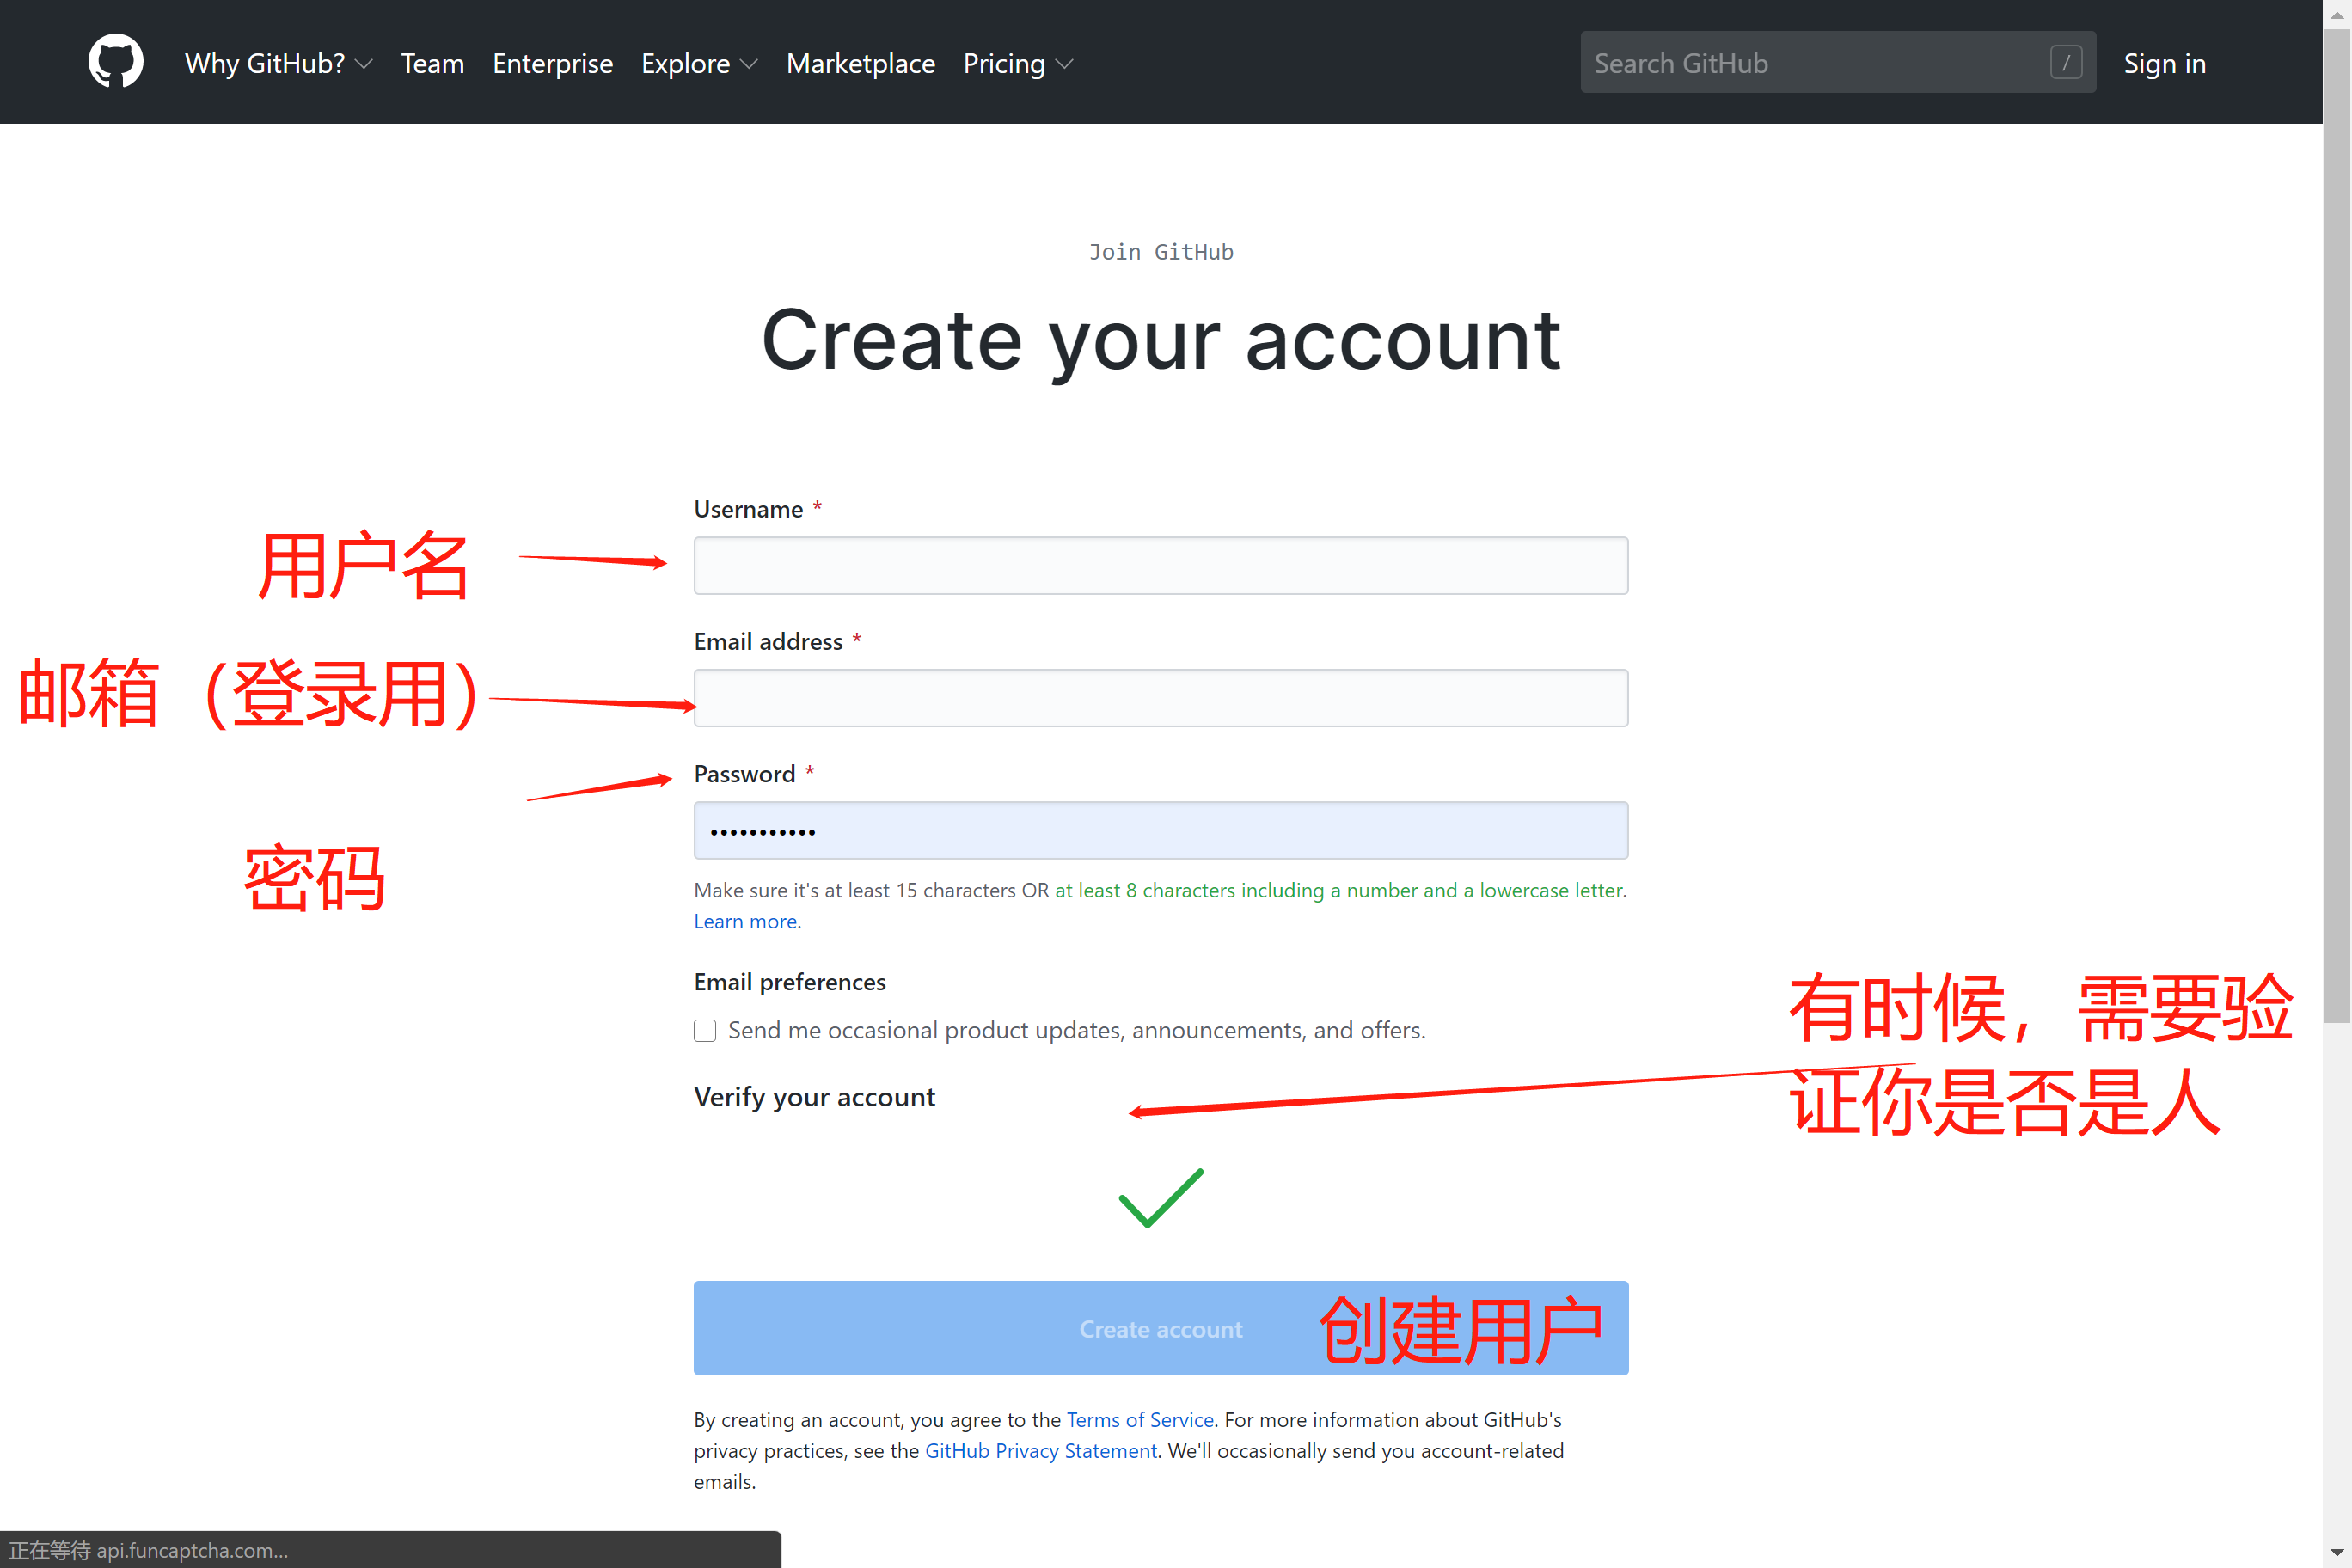 Why GitHub? Team Enterprise Explore Marketplace Pricing Search GitHub / Sign in
Join GitHub
Create your account
Username *
用户名
Email address *
邮箱（登录用）
Password *
•••••••••••
密码
Make sure it's at least 15 characters OR at least 8 characters including a number and a lowercase letter.
Learn more.
Email preferences
Send me occasional product updates, announcements, and offers.
有时候，需要验
证你是否是人
Verify your account
Create account 创建用户
By creating an account, you agree to the Terms of Service. For more information about GitHub's
privacy practices, see the GitHub Privacy Statement. We'll occasionally send you account-related
emails.
正在等待 api.funcaptcha.com...